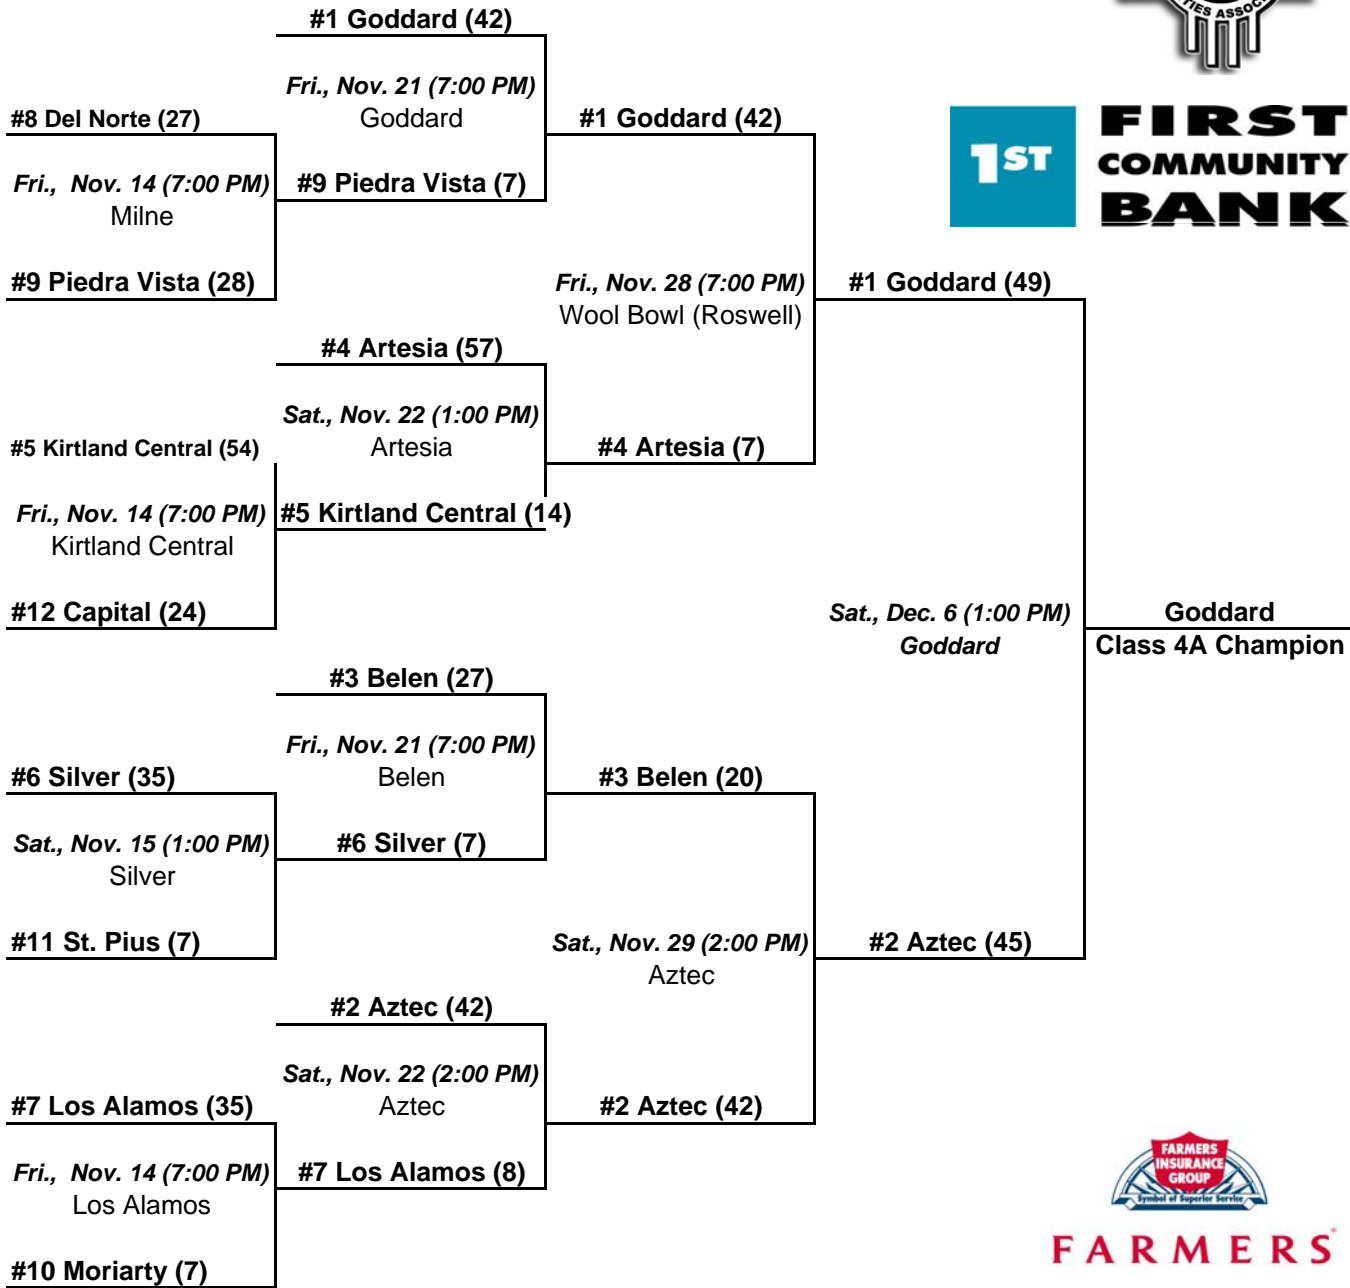 #1 Goddard (42)
Fri., Nov. 21 (7:00 PM)
Goddard
#8 Del Norte (27)
#1 Goddard (42)
Fri., Nov. 14 (7:00 PM)
Milne
#9 Piedra Vista (7)
#9 Piedra Vista (28)
Fri., Nov. 28 (7:00 PM)
Wool Bowl (Roswell)
#1 Goddard (49)
#4 Artesia (57)
Sat., Nov. 22 (1:00 PM)
Artesia
#5 Kirtland Central (54)
#4 Artesia (7)
Fri., Nov. 14 (7:00 PM)
Kirtland Central
#5 Kirtland Central (14)
#12 Capital (24)
Sat., Dec. 6 (1:00 PM)
Goddard
Goddard
Class 4A Champion
#3 Belen (27)
Fri., Nov. 21 (7:00 PM)
Belen
#6 Silver (35)
#3 Belen (20)
Sat., Nov. 15 (1:00 PM)
Silver
#6 Silver (7)
#11 St. Pius (7)
Sat., Nov. 29 (2:00 PM)
Aztec
#2 Aztec (45)
#2 Aztec (42)
Sat., Nov. 22 (2:00 PM)
Aztec
#7 Los Alamos (35)
#2 Aztec (42)
Fri., Nov. 14 (7:00 PM)
Los Alamos
#7 Los Alamos (8)
#10 Moriarty (7)
1ST
FIRST
COMMUNITY
BANK
FARMERS
INSURANCE
GROUP
Symbol of Superior Service
FARMERS